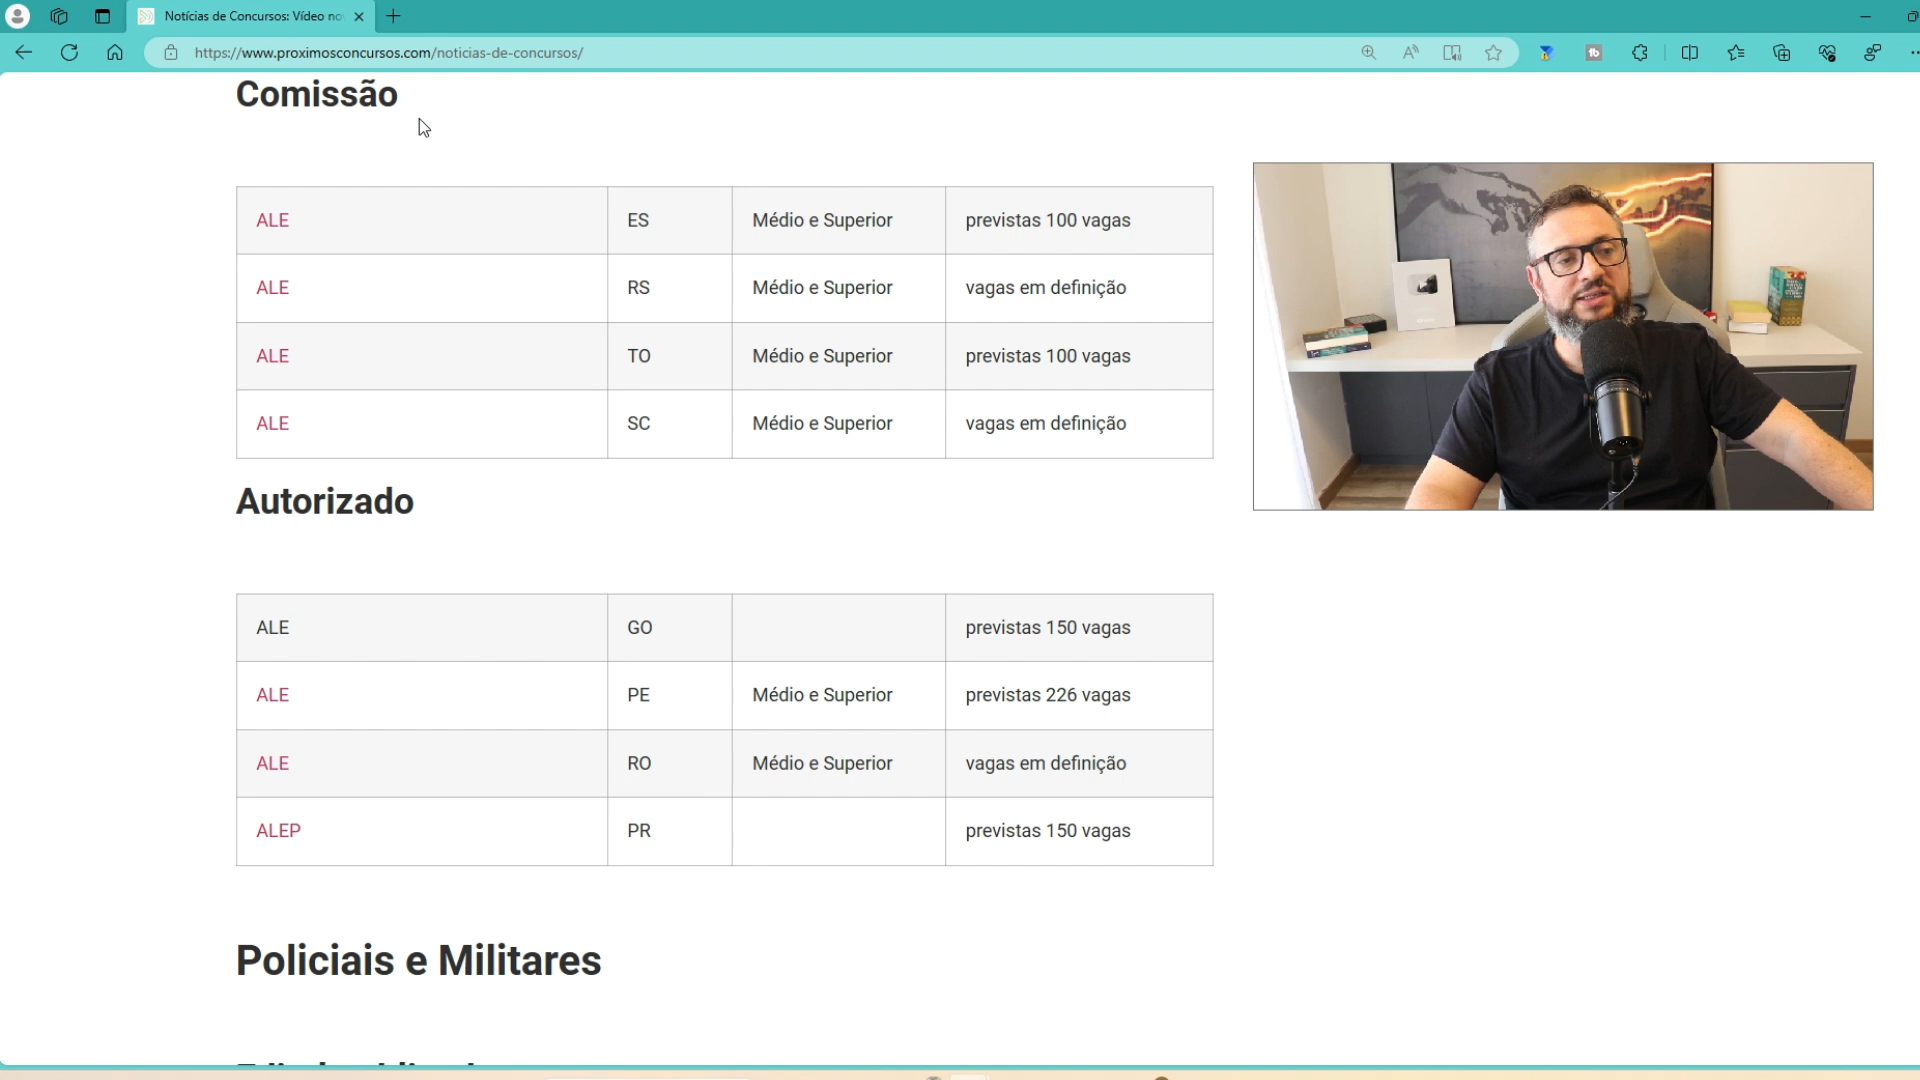 Notícias de Concursos: Vídeo no
https://www.proximosconcursos.com/noticias-de-concursos/
Comissão
ALE ES Médio e Superior previstas 100 vagas
ALE RS Médio e Superior vagas em definição
ALE TO Médio e Superior previstas 100 vagas
ALE SC Médio e Superior vagas em definição
Autorizado
ALE GO previstas 150 vagas
ALE PE Médio e Superior previstas 226 vagas
ALE RO Médio e Superior vagas em definição
ALEP PR previstas 150 vagas
Policiais e Militares